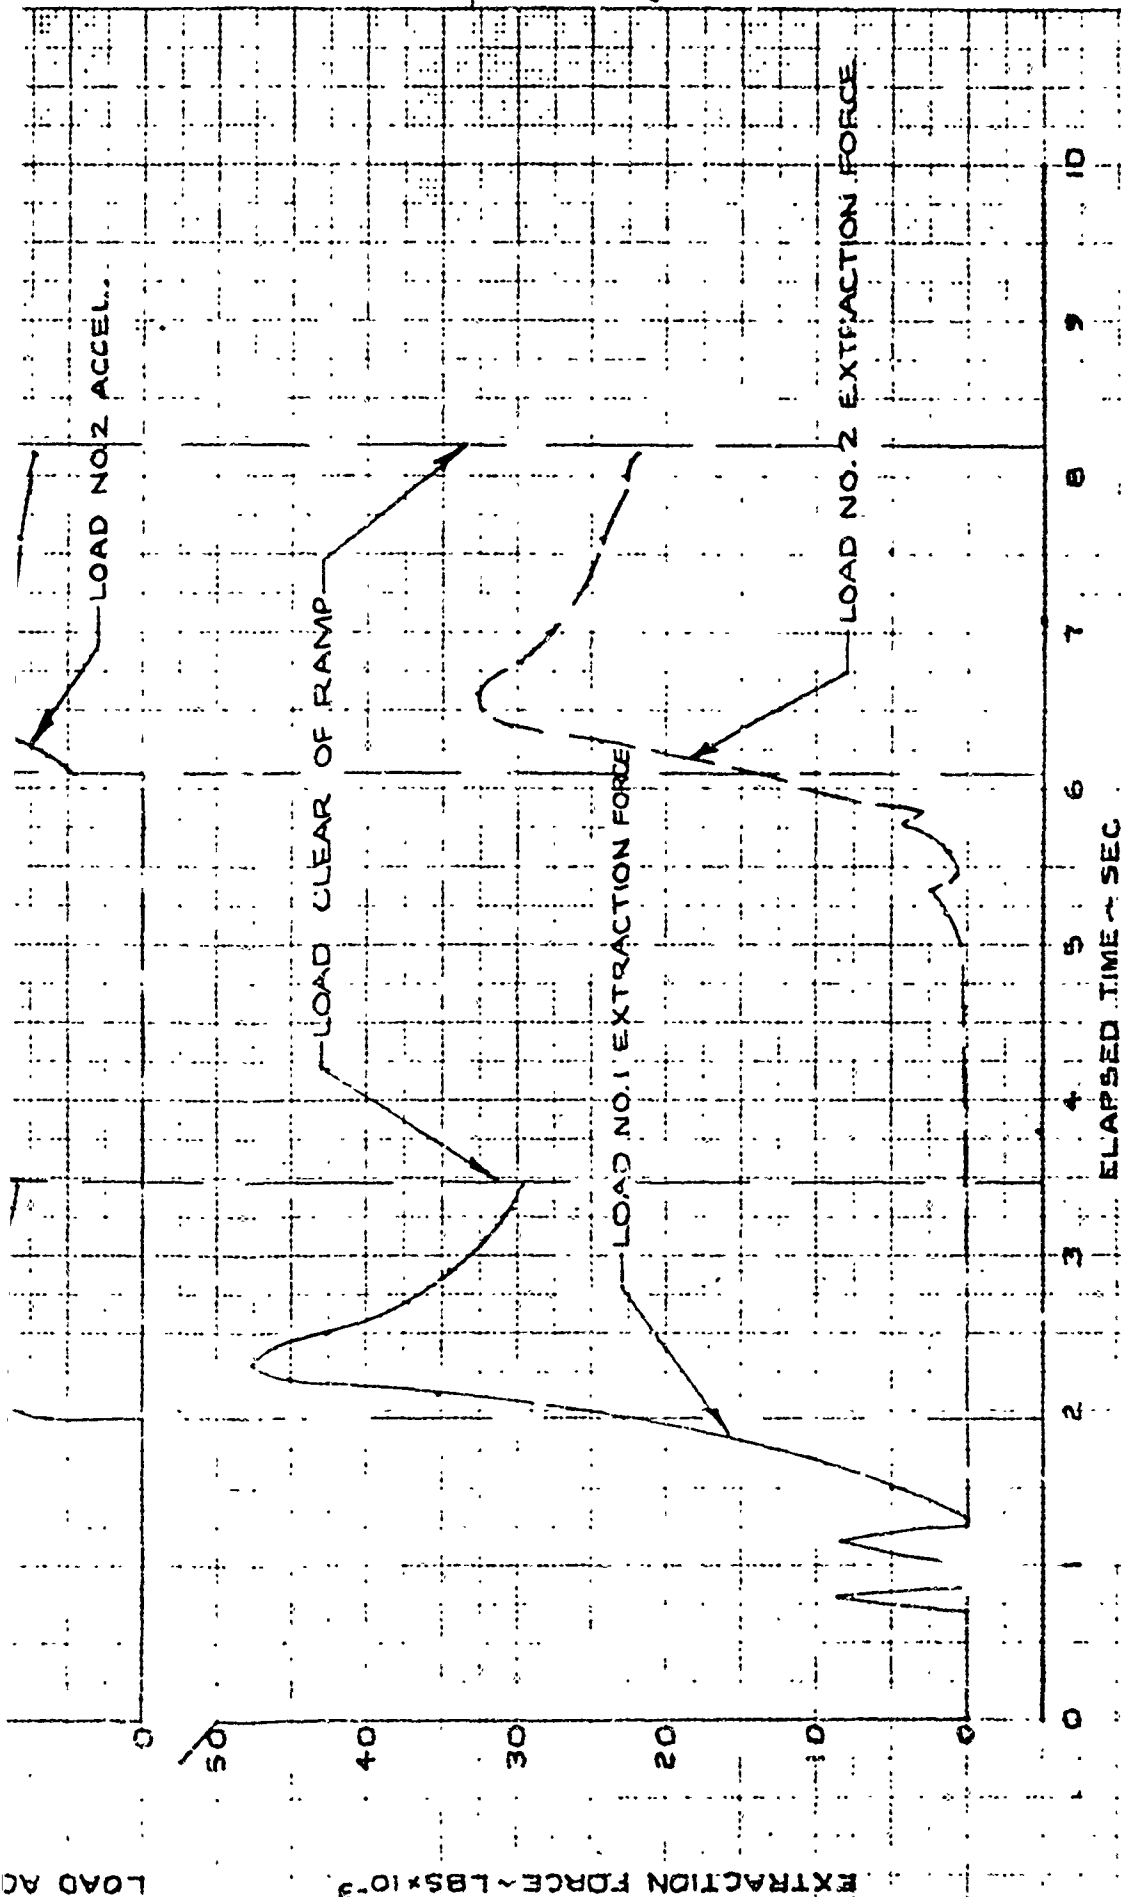 LOAD AC
0
LOAD NO.2 ACCEL.
EXTRACTION FORCE ~ LBS×10⁻³
50
40
30
20
10
0
LOAD CLEAR OF RAMP
LOAD NO.1 EXTRACTION FORCE
LOAD NO. 2 EXTRACTION FORCE
0
1
2
3
4
5
6
7
8
9
10
ELAPSED TIME ~ SEC